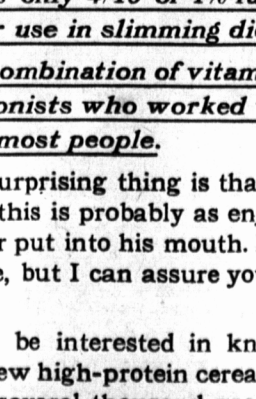 use in slimming di
ombination of vitam
onists who worked
most people.
urprising thing is tha
this is probably as en
r put into his mouth.
e, but I can assure yo
be interested in kn
ew high-protein cerea